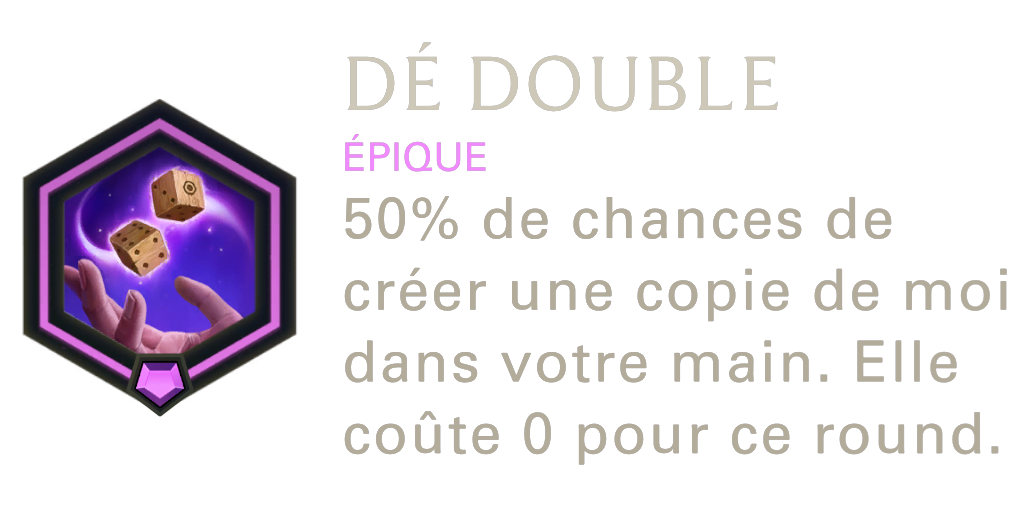 DÉ DOUBLE
ÉPIQUE
50% de chances de
créer une copie de moi
dans votre main. Elle
coûte 0 pour ce round.